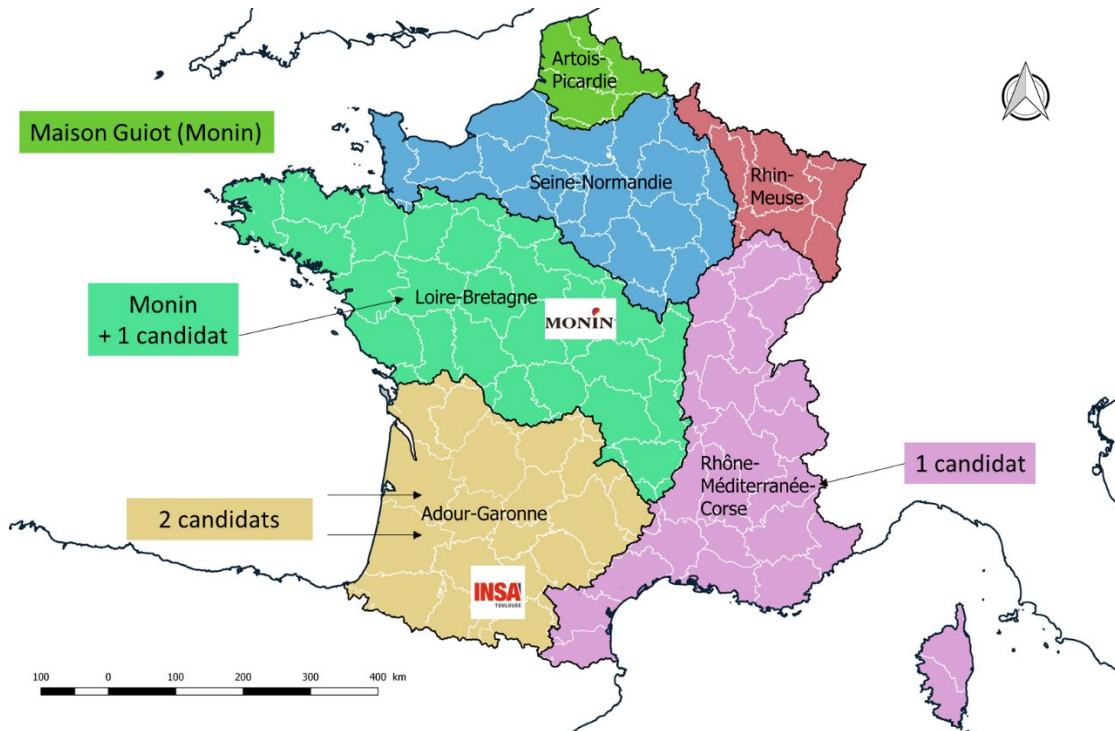 Artois-
Picardie
Maison Guiot (Monin)
Seine-Normandie
Rhin-
Meuse
Monin
+ 1 candidat
Loire-Bretagne
MONIN
1 candidat
Rhône-
Méditerranée-
Corse
2 candidats
Adour-Garonne
INSA
TOULOUSE
100 0 100 200 300 400 km